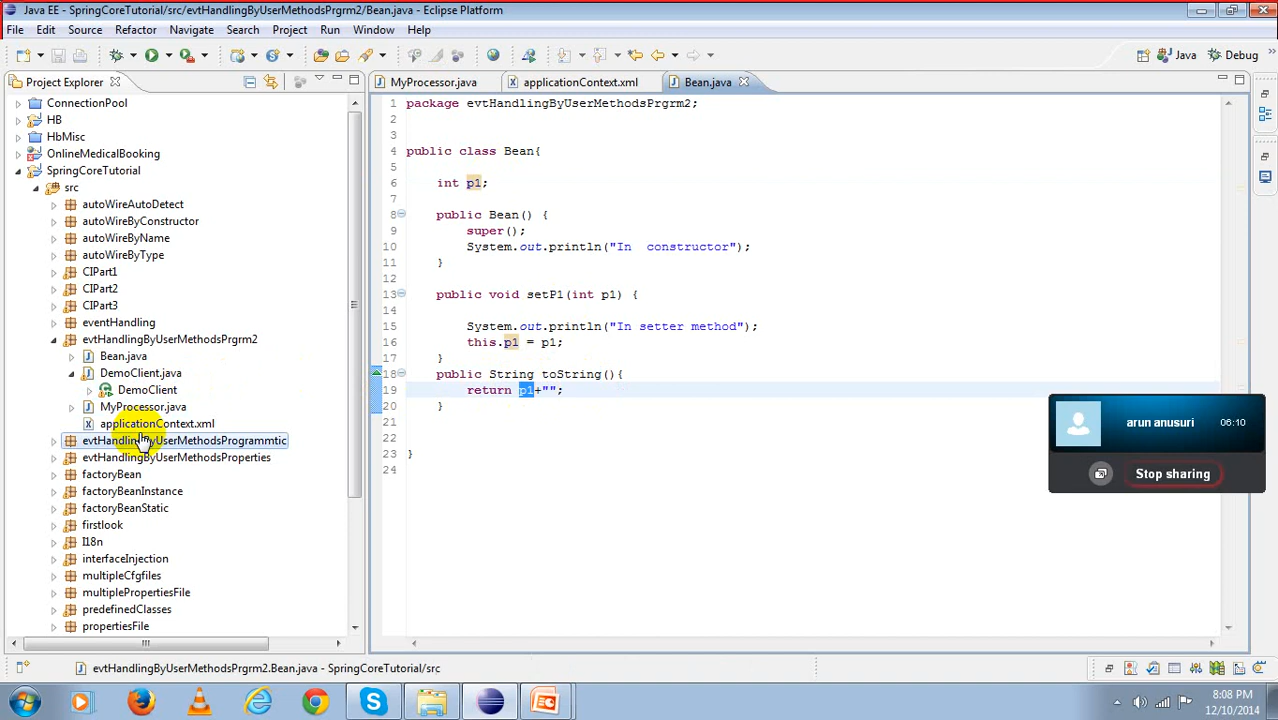 Java EE - SpringCoreTutorial/src/evtHandlingByUserMethodsPrgrm2/Bean.java - Eclipse Platform
File Edit Source Refactor Navigate Search Project Run Window Help
Java Debug
Project Explorer
MyProcessor.java applicationContext.xml Bean.java
ConnectionPool
HB
HbMisc
OnlineMedicalBooking
SpringCoreTutorial
src
autoWireAutoDetect
autoWireByConstructor
autoWireByName
autoWireByType
CIPart1
CIPart2
CIPart3
eventHandling
evtHandlingByUserMethodsPrgrm2
Bean.java
DemoClient.java
DemoClient
MyProcessor.java
applicationContext.xml
evtHandlingByUserMethodsProgrammtic
evtHandlingByUserMethodsProperties
factoryBean
factoryBeanInstance
factoryBeanStatic
firstlook
I18n
interfaceInjection
multipleCfgfiles
multiplePropertiesFile
predefinedClasses
propertiesFile
1 package evtHandlingByUserMethodsPrgrm2;
2
3
4 public class Bean{
5
6 int p1;
7
8 public Bean() {
9 super();
10 System.out.println("In  constructor");
11 }
12
13 public void setP1(int p1) {
14
15 System.out.println("In setter method");
16 this.p1 = p1;
17 }
18 public String toString(){
19 return p1+"";
20 }
21
22
23 }
24
arun anusuri 06:10
Stop sharing
evtHandlingByUserMethodsPrgrm2.Bean.java - SpringCoreTutorial/src
8:08 PM
12/10/2014